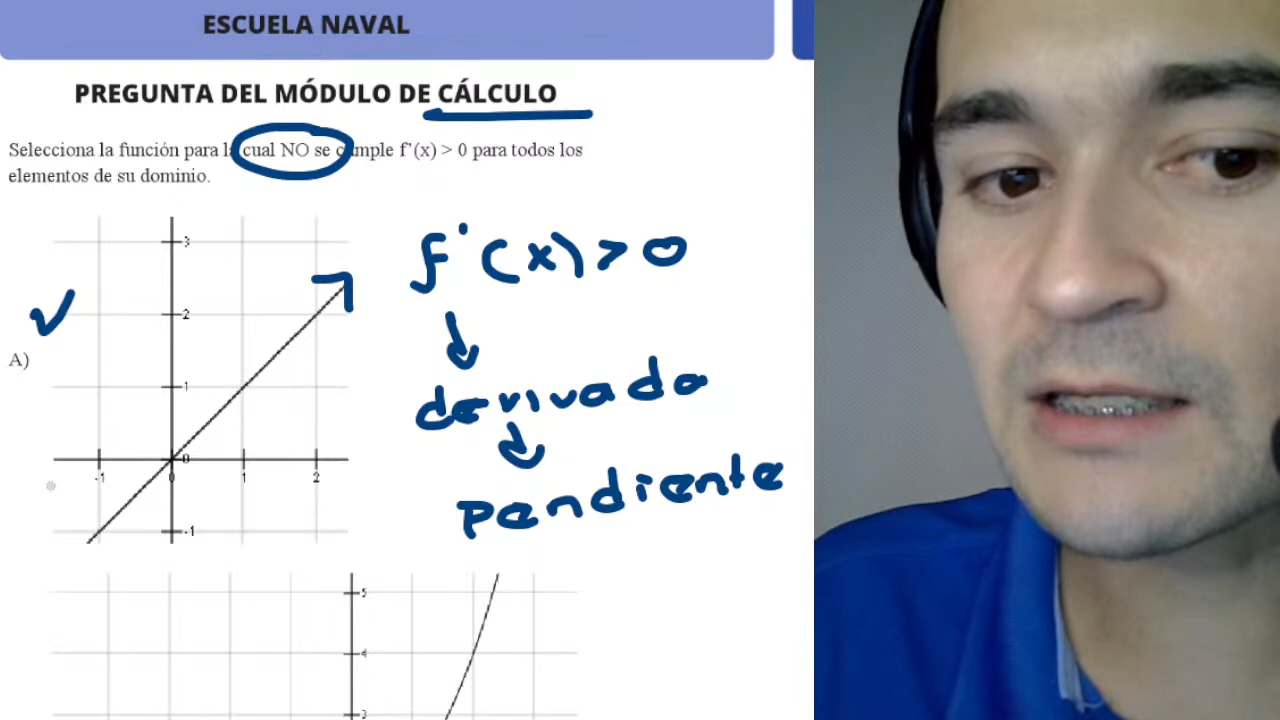 ESCUELA NAVAL
PREGUNTA DEL MÓDULO DE CÁLCULO
Selecciona la función para la cual NO se cumple f'(x) > 0 para todos los
elementos de su dominio.
f'(x)>0
derivada
pendiente
A)
3
2
1
0
-1
-1 0 1 2
5
4
3